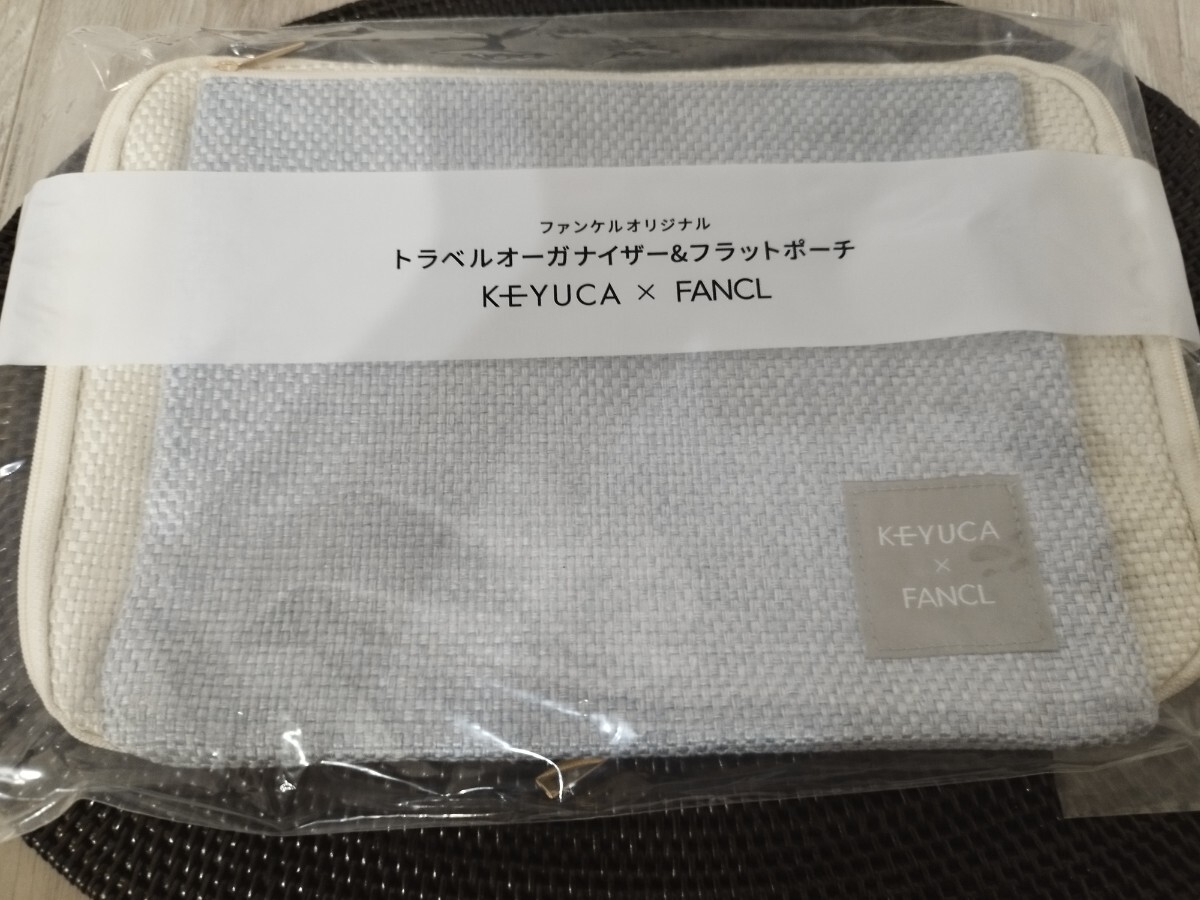 ファンケルオリジナル
トラベルオーガナイザー&フラットポーチ
KEYUCA × FANCL
KEYUCA
×
FANCL